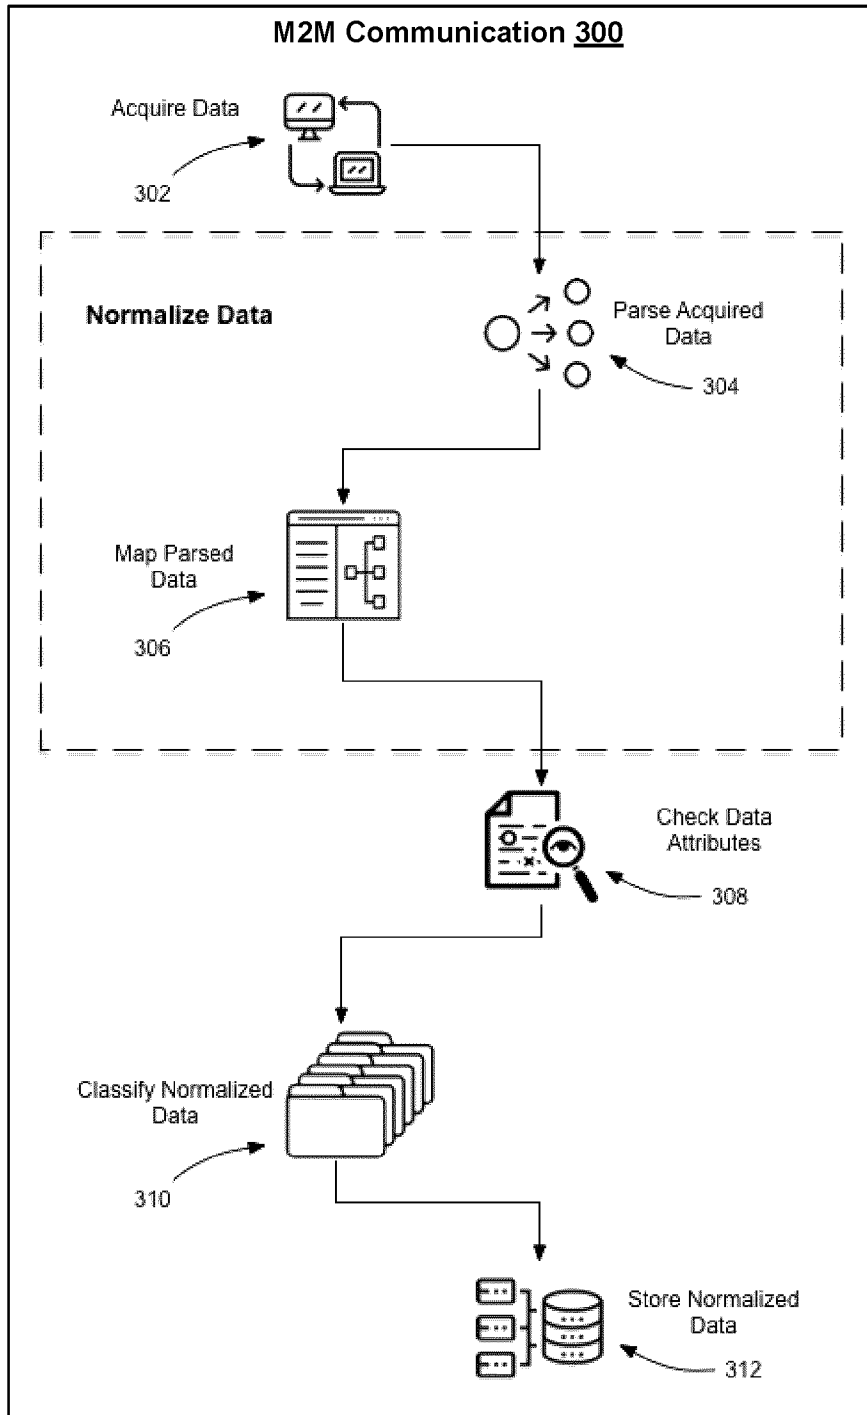 M2M Communication 300
Acquire Data
302
Normalize Data
Parse Acquired
Data
304
Map Parsed
Data
306
Check Data
Attributes
308
Classify Normalized
Data
310
Store Normalized
Data
312